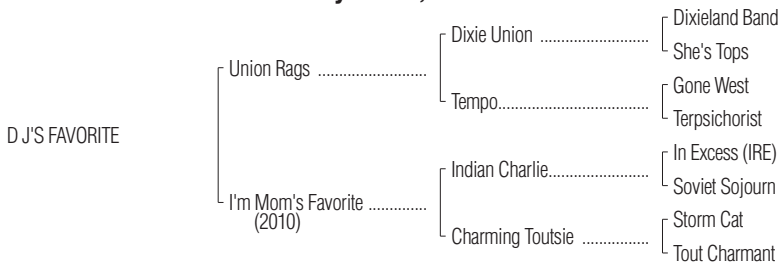 Dixieland Band
Dixie Union ..........................
She's Tops
Union Rags ..........................
Gone West
Tempo....................................
Terpsichorist
D J'S FAVORITE
In Excess (IRE)
Indian Charlie........................
Soviet Sojourn
I'm Mom's Favorite ..............
(2010)
Storm Cat
Charming Toutsie ................
Tout Charmant